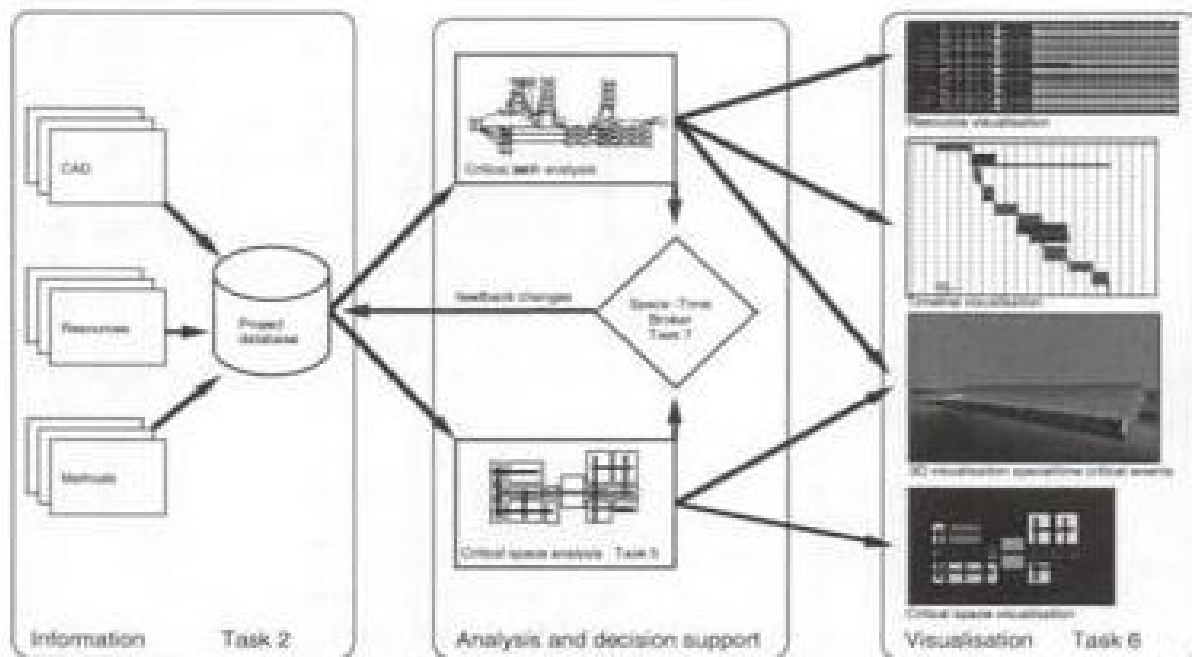 CAD
Resources
Methods
Project
database
Critical path analysis
feedback changes
Space-Time
Broker
Task 7
Critical space analysis Task 5
Resource visualisation
Timeline visualisation
3D visualisation space/time critical events
Critical space visualisation
Information Task 2
Analysis and decision support
Visualisation Task 6